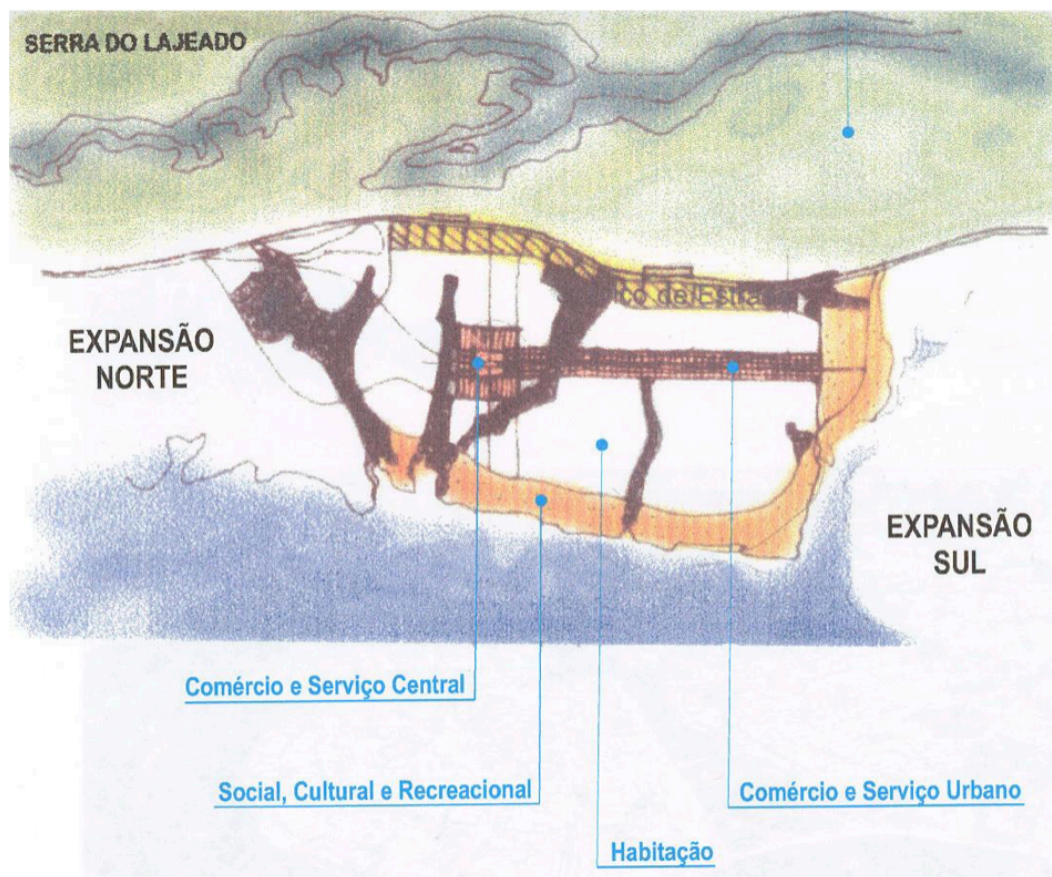 SERRA DO LAJEADO
EXPANSÃO
NORTE
EXPANSÃO
SUL
Comércio e Serviço Central
Social, Cultural e Recreacional
Comércio e Serviço Urbano
Habitação